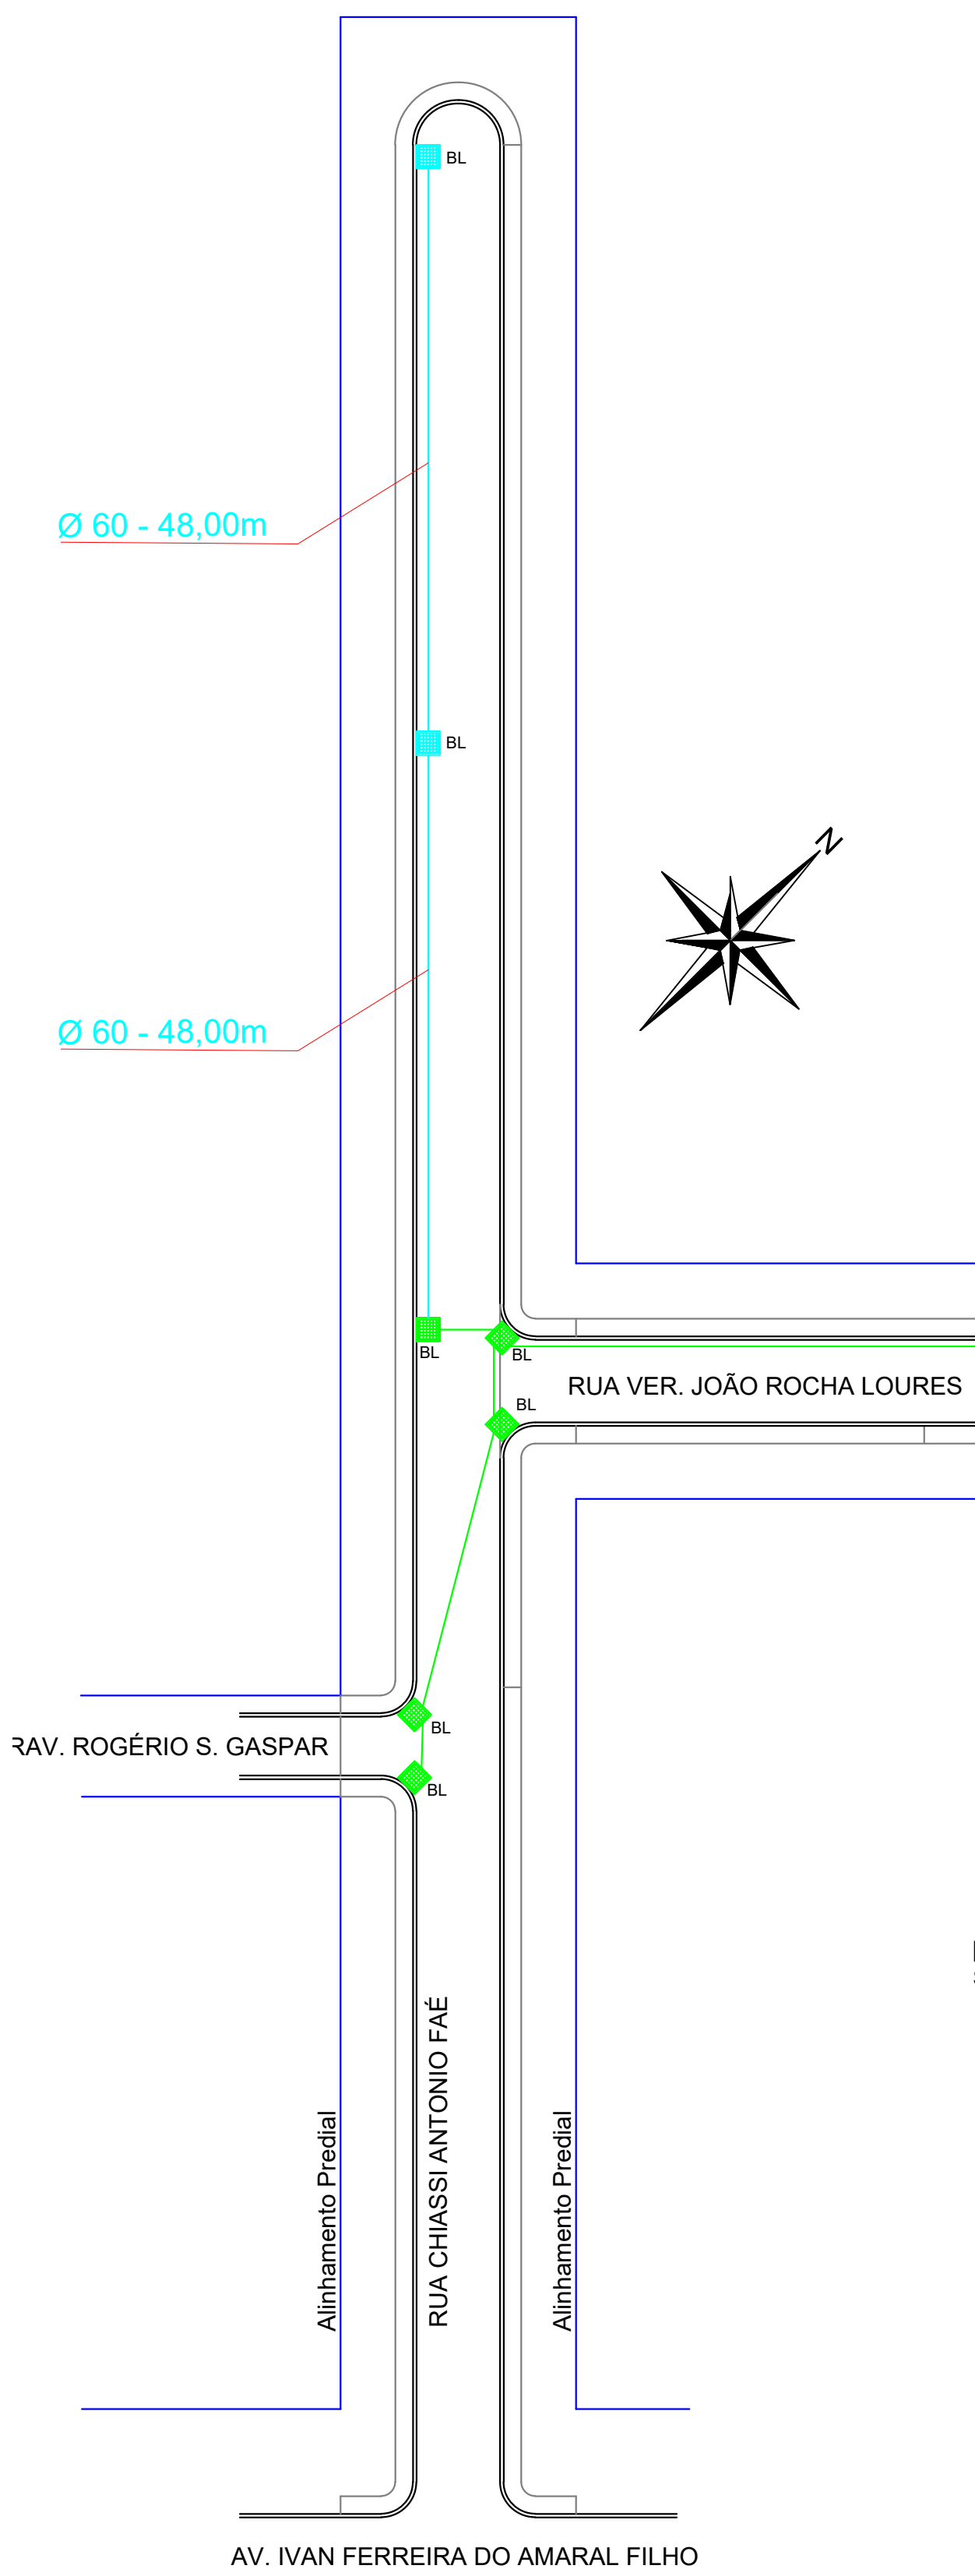 BL
Ø 60 - 48,00m
BL
N
Ø 60 - 48,00m
BL
BL
RUA VER. JOÃO ROCHA LOURES
BL
BL
RAV. ROGÉRIO S. GASPAR
BL
RUA CHIASSI ANTONIO FAÉ
Alinhamento Predial
Alinhamento Predial
AV. IVAN FERREIRA DO AMARAL FILHO